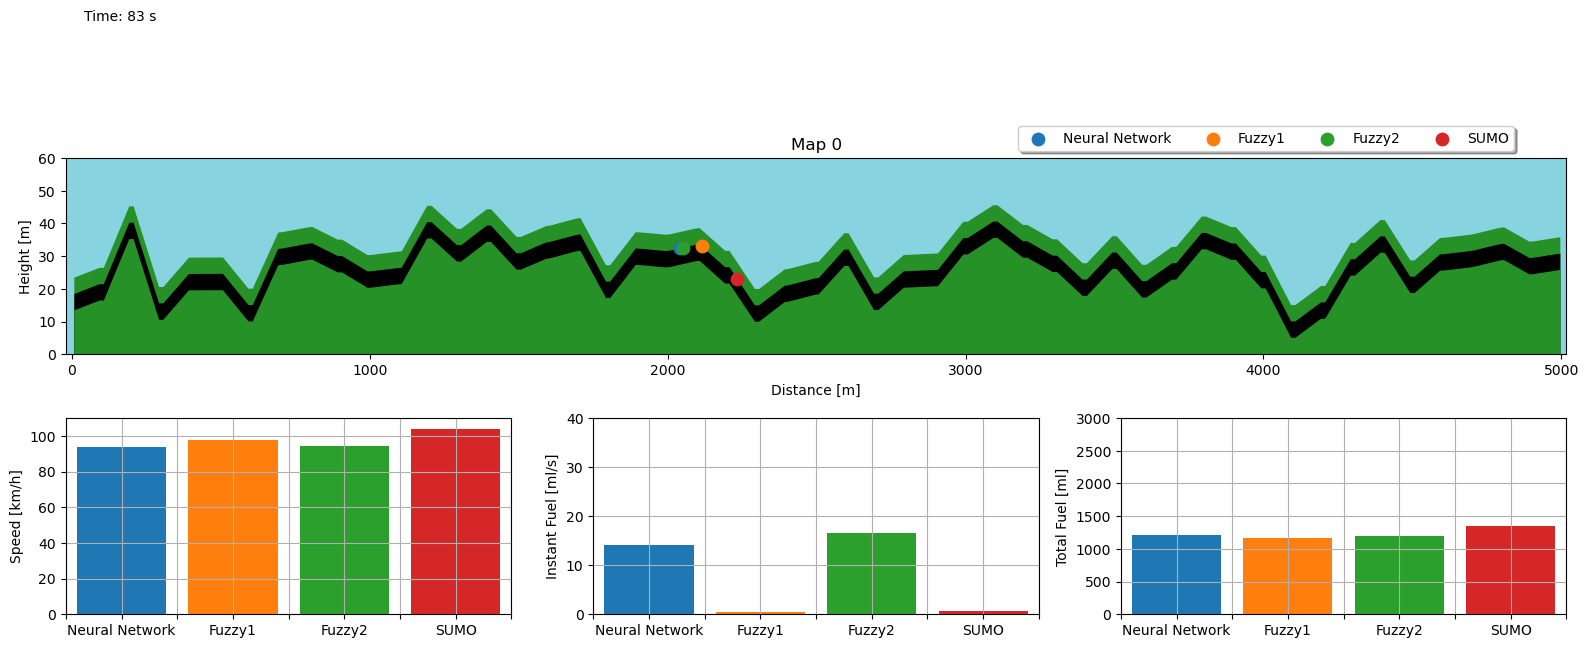 Time: 83 s
Neural Network Fuzzy1 Fuzzy2 SUMO
Map 0
Height [m]
60
50
40
30
20
10
0
0 1000 2000 3000 4000 5000
Distance [m]
Speed [km/h]
100
80
60
40
20
0
Neural Network Fuzzy1 Fuzzy2 SUMO
Instant Fuel [ml/s]
40
30
20
10
0
Neural Network Fuzzy1 Fuzzy2 SUMO
Total Fuel [ml]
3000
2500
2000
1500
1000
500
0
Neural Network Fuzzy1 Fuzzy2 SUMO